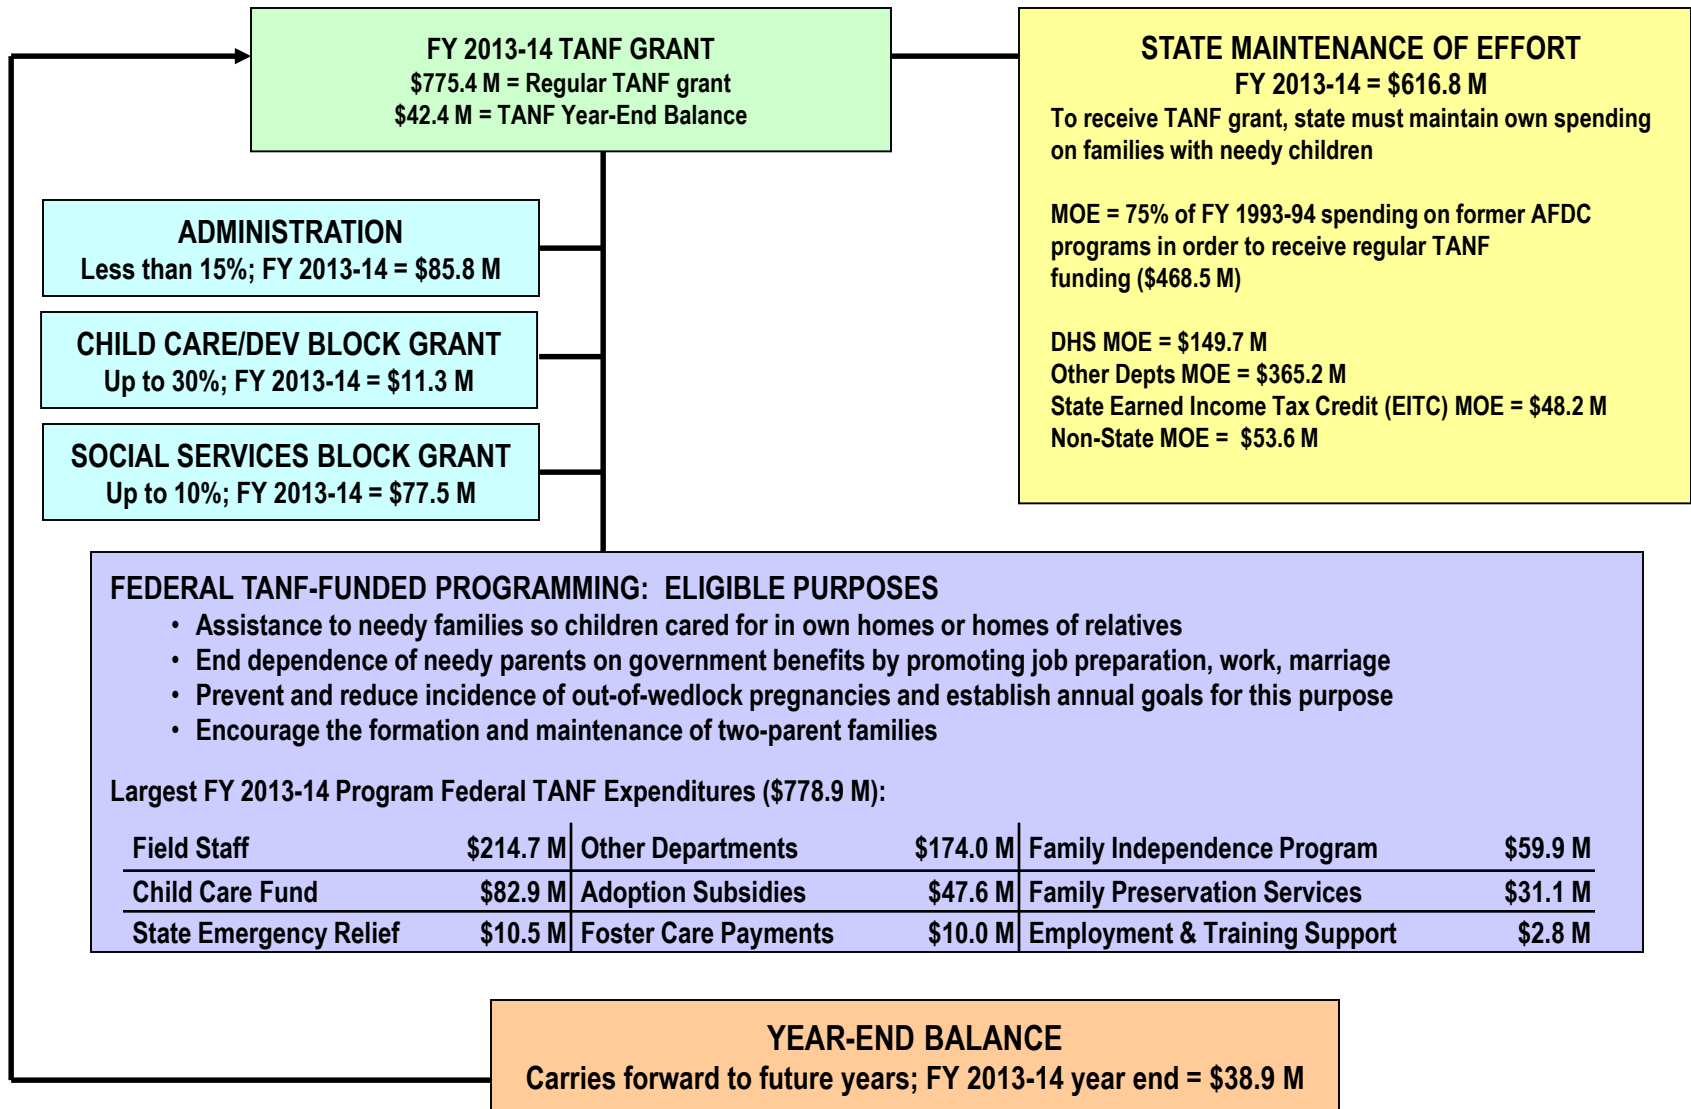 FY 2013-14 TANF GRANT
$775.4 M = Regular TANF grant
$42.4 M = TANF Year-End Balance
STATE MAINTENANCE OF EFFORT
FY 2013-14 = $616.8 M
To receive TANF grant, state must maintain own spending
on families with needy children
MOE = 75% of FY 1993-94 spending on former AFDC
programs in order to receive regular TANF
funding ($468.5 M)
DHS MOE = $149.7 M
Other Depts MOE = $365.2 M
State Earned Income Tax Credit (EITC) MOE = $48.2 M
Non-State MOE = $53.6 M
ADMINISTRATION
Less than 15%; FY 2013-14 = $85.8 M
CHILD CARE/DEV BLOCK GRANT
Up to 30%; FY 2013-14 = $11.3 M
SOCIAL SERVICES BLOCK GRANT
Up to 10%; FY 2013-14 = $77.5 M
FEDERAL TANF-FUNDED PROGRAMMING: ELIGIBLE PURPOSES
• Assistance to needy families so children cared for in own homes or homes of relatives
• End dependence of needy parents on government benefits by promoting job preparation, work, marriage
• Prevent and reduce incidence of out-of-wedlock pregnancies and establish annual goals for this purpose
• Encourage the formation and maintenance of two-parent families
Largest FY 2013-14 Program Federal TANF Expenditures ($778.9 M):
Field Staff $214.7 M Other Departments $174.0 M Family Independence Program $59.9 M
Child Care Fund $82.9 M Adoption Subsidies $47.6 M Family Preservation Services $31.1 M
State Emergency Relief $10.5 M Foster Care Payments $10.0 M Employment & Training Support $2.8 M
YEAR-END BALANCE
Carries forward to future years; FY 2013-14 year end = $38.9 M